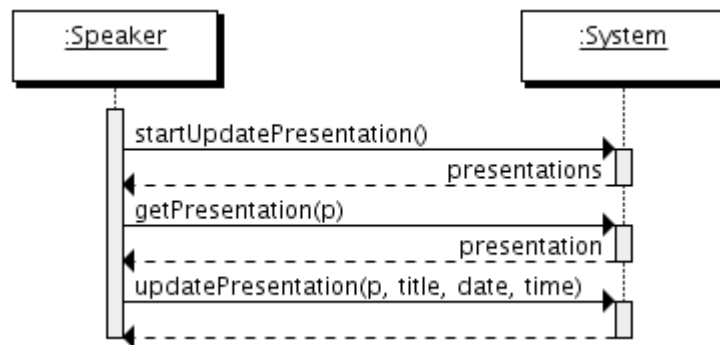 :Speaker
:System
startUpdatePresentation()
presentations
getPresentation(p)
presentation
updatePresentation(p, title, date, time)